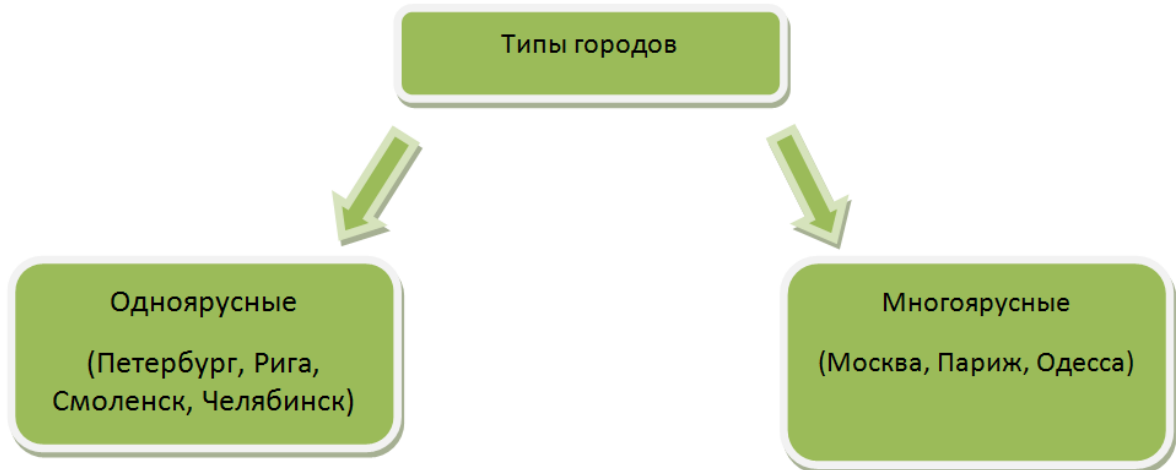 Типы городов
Одноярусные
(Петербург, Рига,
Смоленск, Челябинск)
Многоярусные
(Москва, Париж, Одесса)